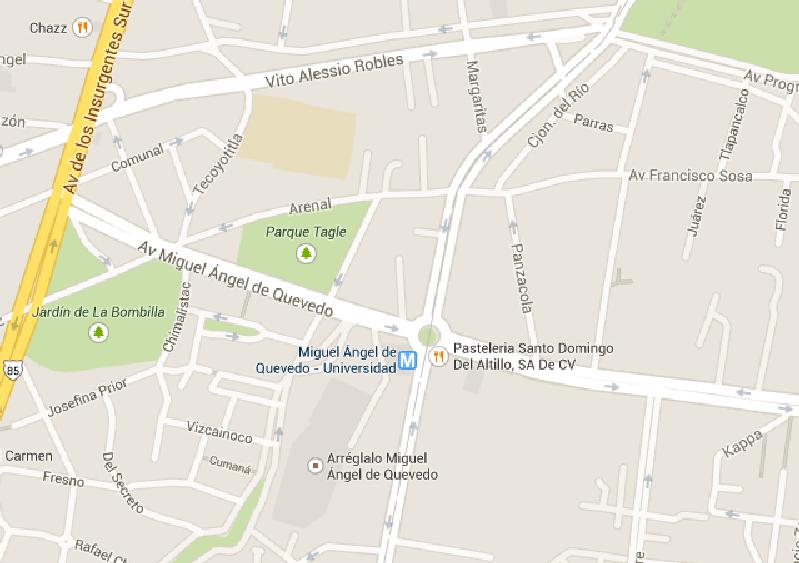 Chazz
Av de los Insurgentes Sur
Vito Alessio Robles
Margaritas
Cjon. del Río
Parras
Av Progr
Tlapancalco
ngel
zón
Comunal
Tecoyotitla
Arenal
Av Francisco Sosa
Juárez
Florida
Parque Tagle
Av Miguel Ángel de Quevedo
Panzacola
Jardín de La Bombilla
Chimalistac
Miguel Ángel de
Quevedo - Universidad
M
Pasteleria Santo Domingo
Del Altillo, SA De CV
85
Josefina Prior
Vizcainoco
Cumaná
Carmen
Fresno
Del Secreto
Arréglalo Miguel
Ángel de Quevedo
Kappa
Rafael